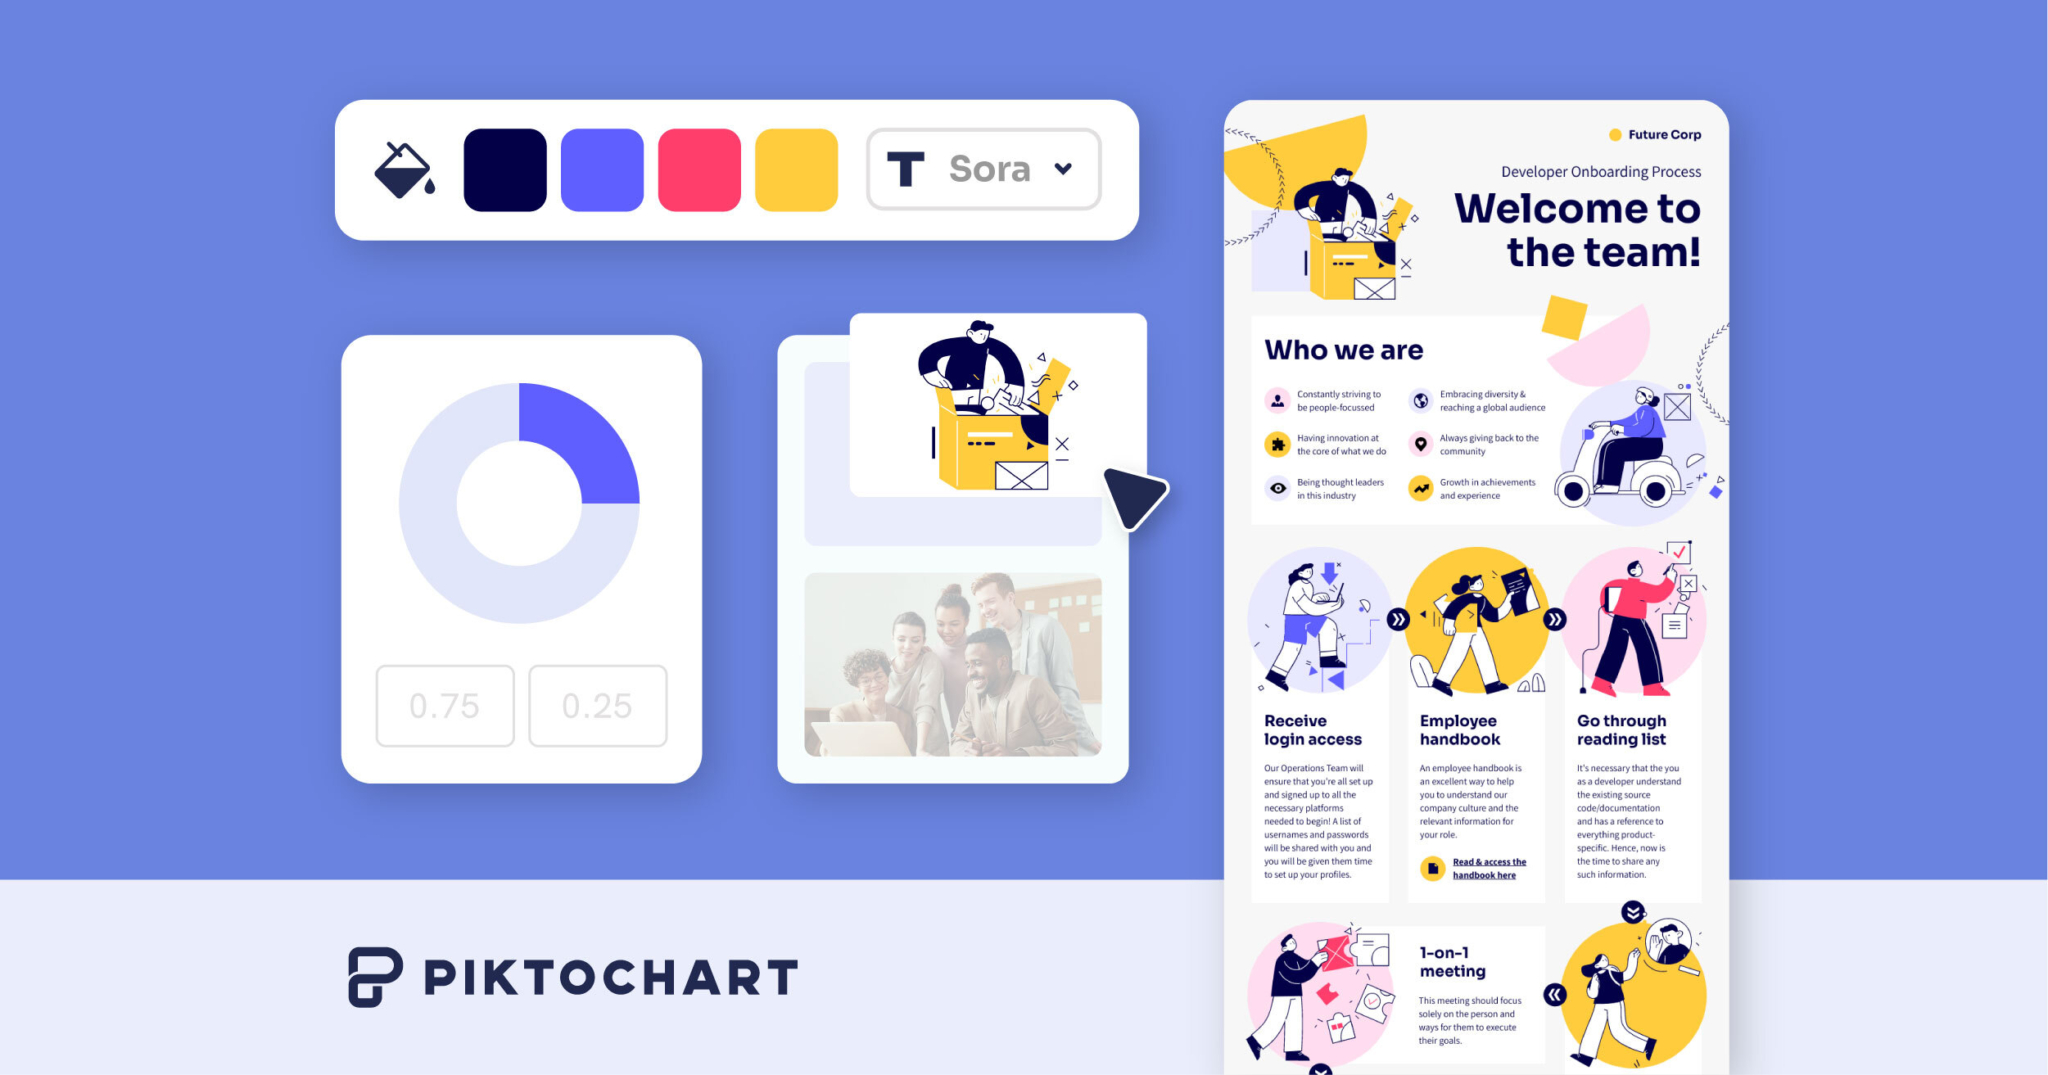 T Sora
0.75
0.25
PIKTOCHART
Future Corp
Developer Onboarding Process
Welcome to
the team!
Who we are
Constantly striving to
be people-focussed
Embracing diversity &
reaching a global audience
Having innovation at
the core of what we do
Always giving back to the
community
Being thought leaders
in this industry
Growth in achievements
and experience
Receive
login access
Our Operations Team will
ensure that you're all set up
and signed up to all the
necessary platforms
needed to begin! A list of
usernames and passwords
will be shared with you and
you will be given them time
to set up your profiles.
Employee
handbook
An employee handbook is
an excellent way to help
you to understand our
company culture and the
relevant information for
your role.
Read & access the
handbook here
Go through
reading list
It's necessary that the you
as a developer understand
the existing source
code/documentation
and has a reference to
everything product-
specific. Hence, now is
the time to share any
such information.
1-on-1
meeting
This meeting should focus
solely on the person and
ways for them to execute
their goals.